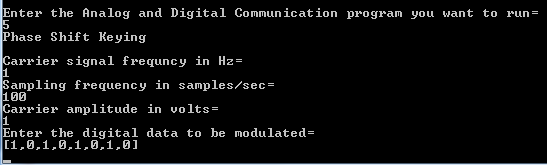 Enter the Analog and Digital Communication program you want to run=
5
Phase Shift Keying
Carrier signal frequncy in Hz=
1
Sampling frequency in samples/sec=
100
Carrier amplitude in volts=
1
Enter the digital data to be modulated=
[1,0,1,0,1,0,1,0]